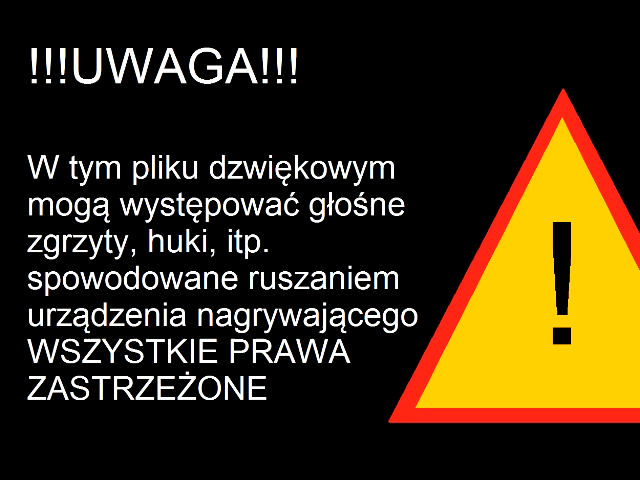 !!!UWAGA!!!
W tym pliku dzwiękowym
mogą występować głośne
zgrzyty, huki, itp.
spowodowane ruszaniem
urządzenia nagrywającego
WSZYSTKIE PRAWA
ZASTRZEŻONE
!